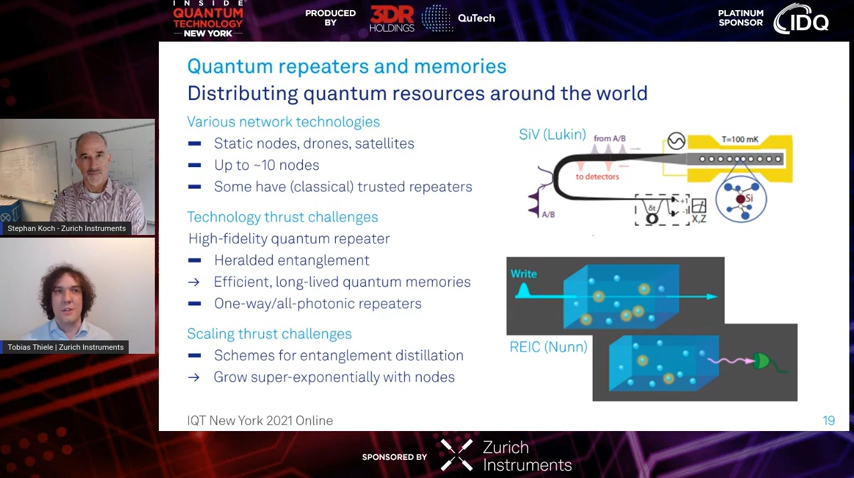 INSIDE
QUANTUM
TECHNOLOGY
NEW YORK
PRODUCED
BY
3DR
HOLDINGS
QuTech
PLATINUM
SPONSOR
IDQ
Quantum repeaters and memories
Distributing quantum resources around the world
Various network technologies
Static nodes, drones, satellites
Up to ~10 nodes
Some have (classical) trusted repeaters
Technology thrust challenges
High-fidelity quantum repeater
Heralded entanglement
→ Efficient, long-lived quantum memories
One-way/all-photonic repeaters
Scaling thrust challenges
Schemes for entanglement distillation
→ Grow super-exponentially with nodes
SiV (Lukin)
from A/B
T=100 mK
to detectors
A/B
δt
+1
-1
X,Z
Si
Write
REIC (Nunn)
Stephan Koch - Zurich Instruments
Tobias Thiele | Zurich Instruments
IQT New York 2021 Online
19
SPONSORED BY
Zurich
Instruments